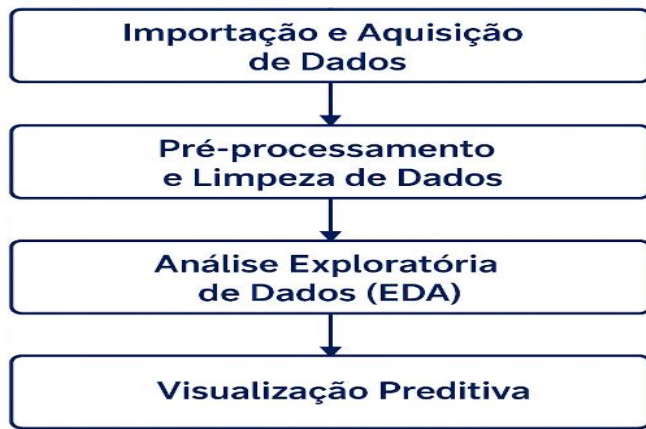 Importação e Aquisição
de Dados
Pré-processamento
e Limpeza de Dados
Análise Exploratória
de Dados (EDA)
Visualização Preditiva